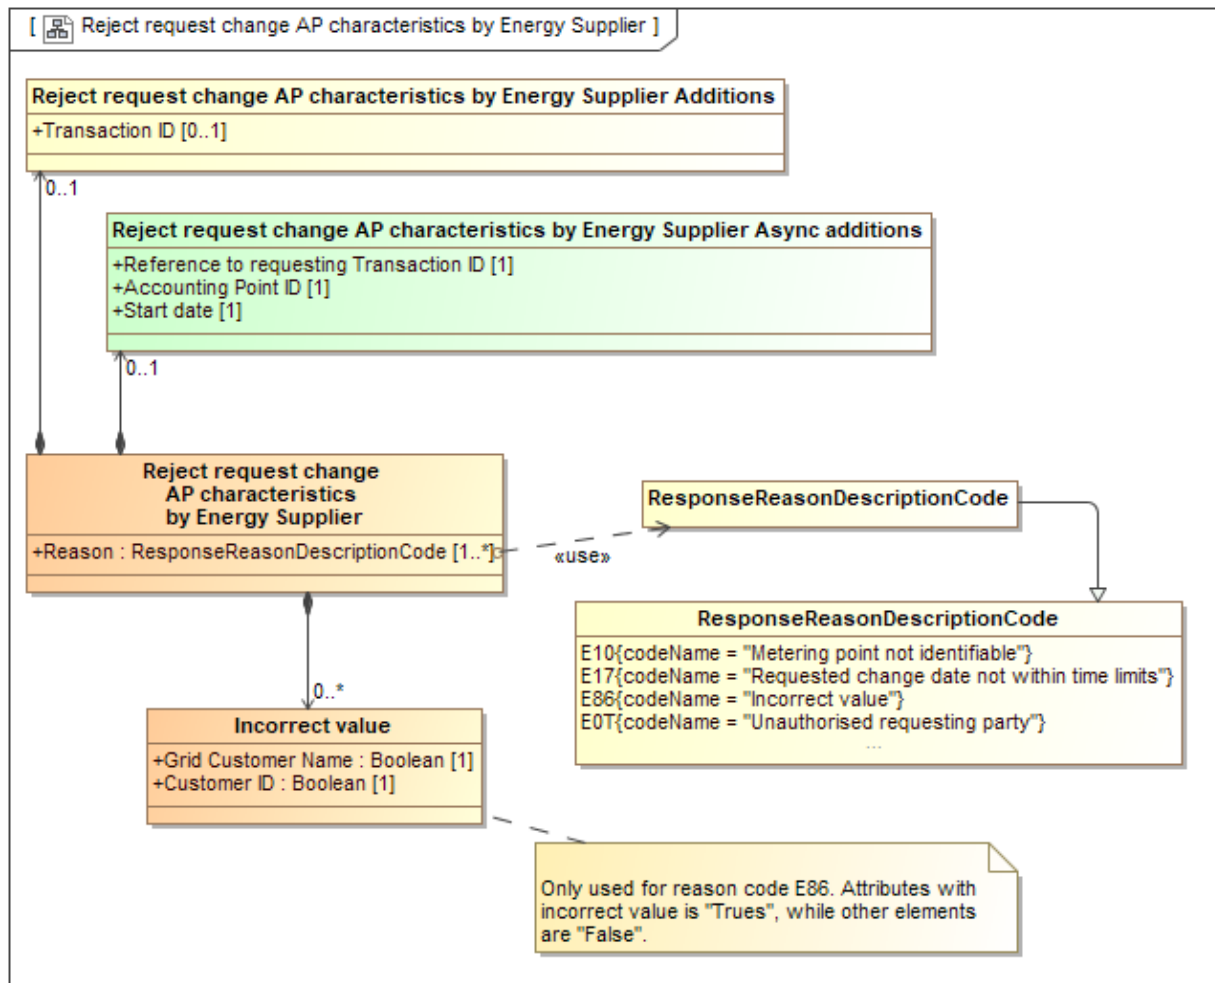 [ Reject request change AP characteristics by Energy Supplier ]
Reject request change AP characteristics by Energy Supplier Additions
+Transaction ID [0..1]
0..1
Reject request change AP characteristics by Energy Supplier Async additions
+Reference to requesting Transaction ID [1]
+Accounting Point ID [1]
+Start date [1]
0..1
Reject request change
AP characteristics
by Energy Supplier
+Reason : ResponseReasonDescriptionCode [1..*]
«use»
ResponseReasonDescriptionCode
ResponseReasonDescriptionCode
E10{codeName = "Metering point not identifiable"}
E17{codeName = "Requested change date not within time limits"}
E86{codeName = "Incorrect value"}
E0T{codeName = "Unauthorised requesting party"}
...
0..*
Incorrect value
+Grid Customer Name : Boolean [1]
+Customer ID : Boolean [1]
Only used for reason code E86. Attributes with
incorrect value is "Trues", while other elements
are "False".